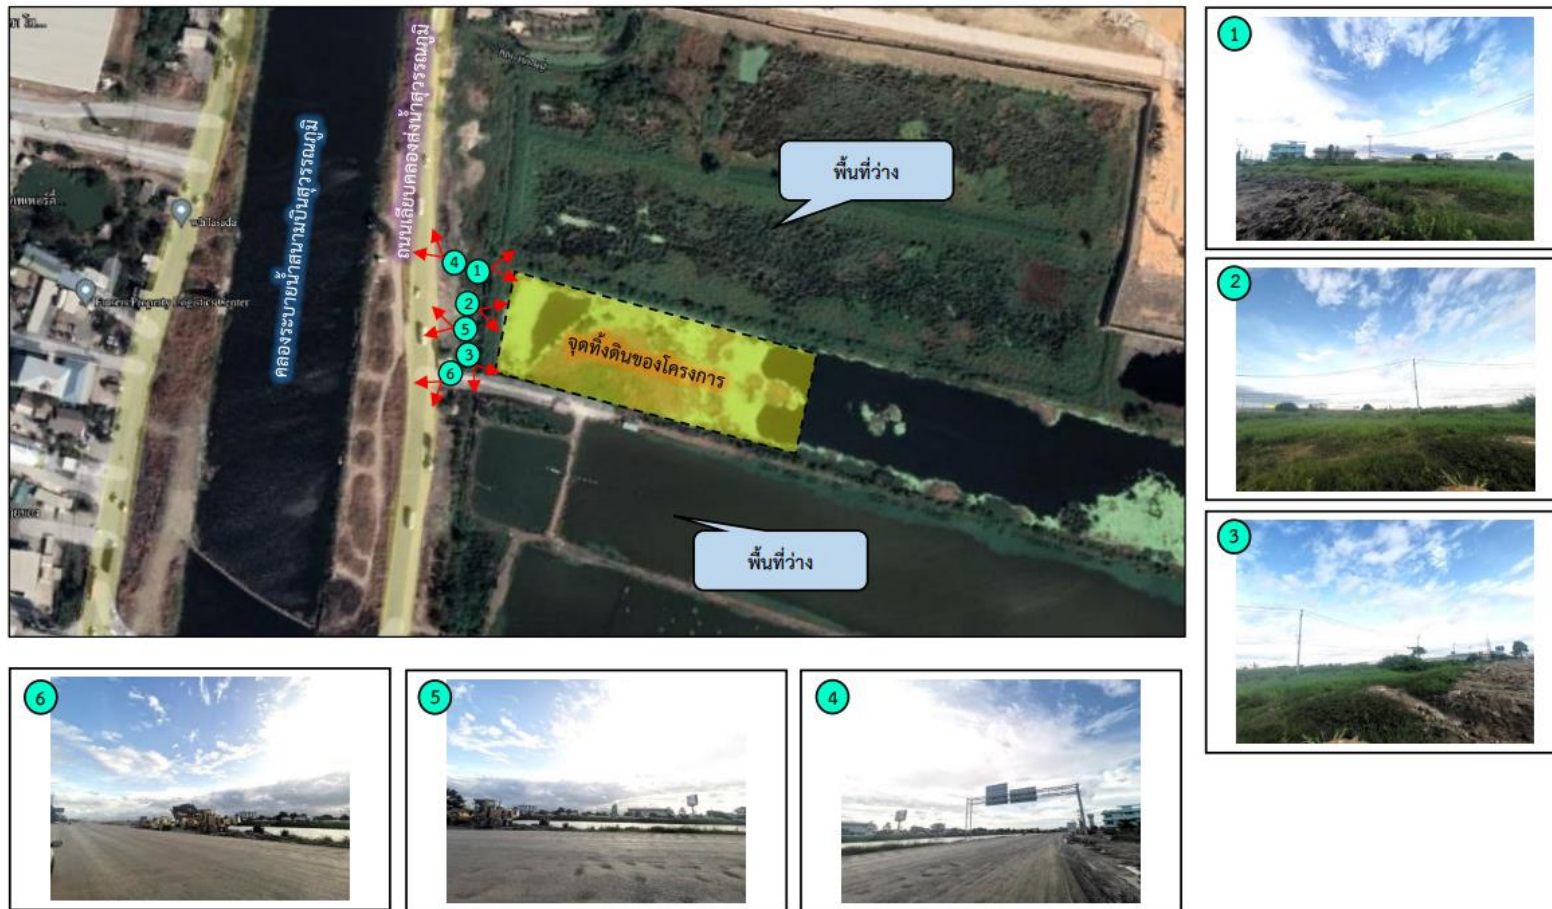 คลองระบายน้ำสนามบินสุวรรณภูมิ
ถนนเลียบคลองส่งน้ำสุวรรณภูมิ
พื้นที่ว่าง
จุดทิ้งดินของโครงการ
พื้นที่ว่าง
Frasers Property Logistics Center
4
1
2
5
3
6
1
2
3
6
5
4